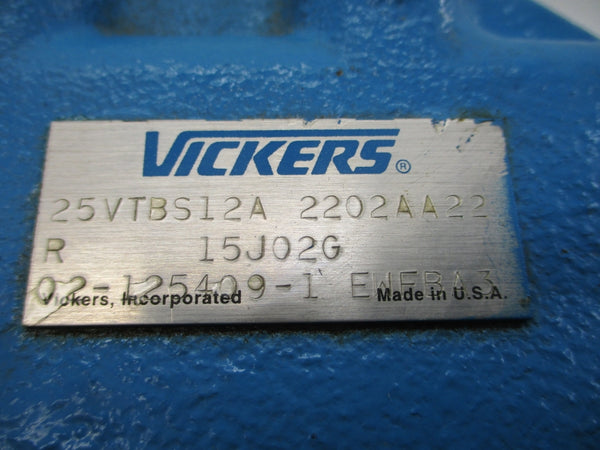 VICKERS®
25VTBS12A 2202AA22
R 15J02G
02-125409-1 EWFBA3
Vickers, Incorporated Made in U.S.A.